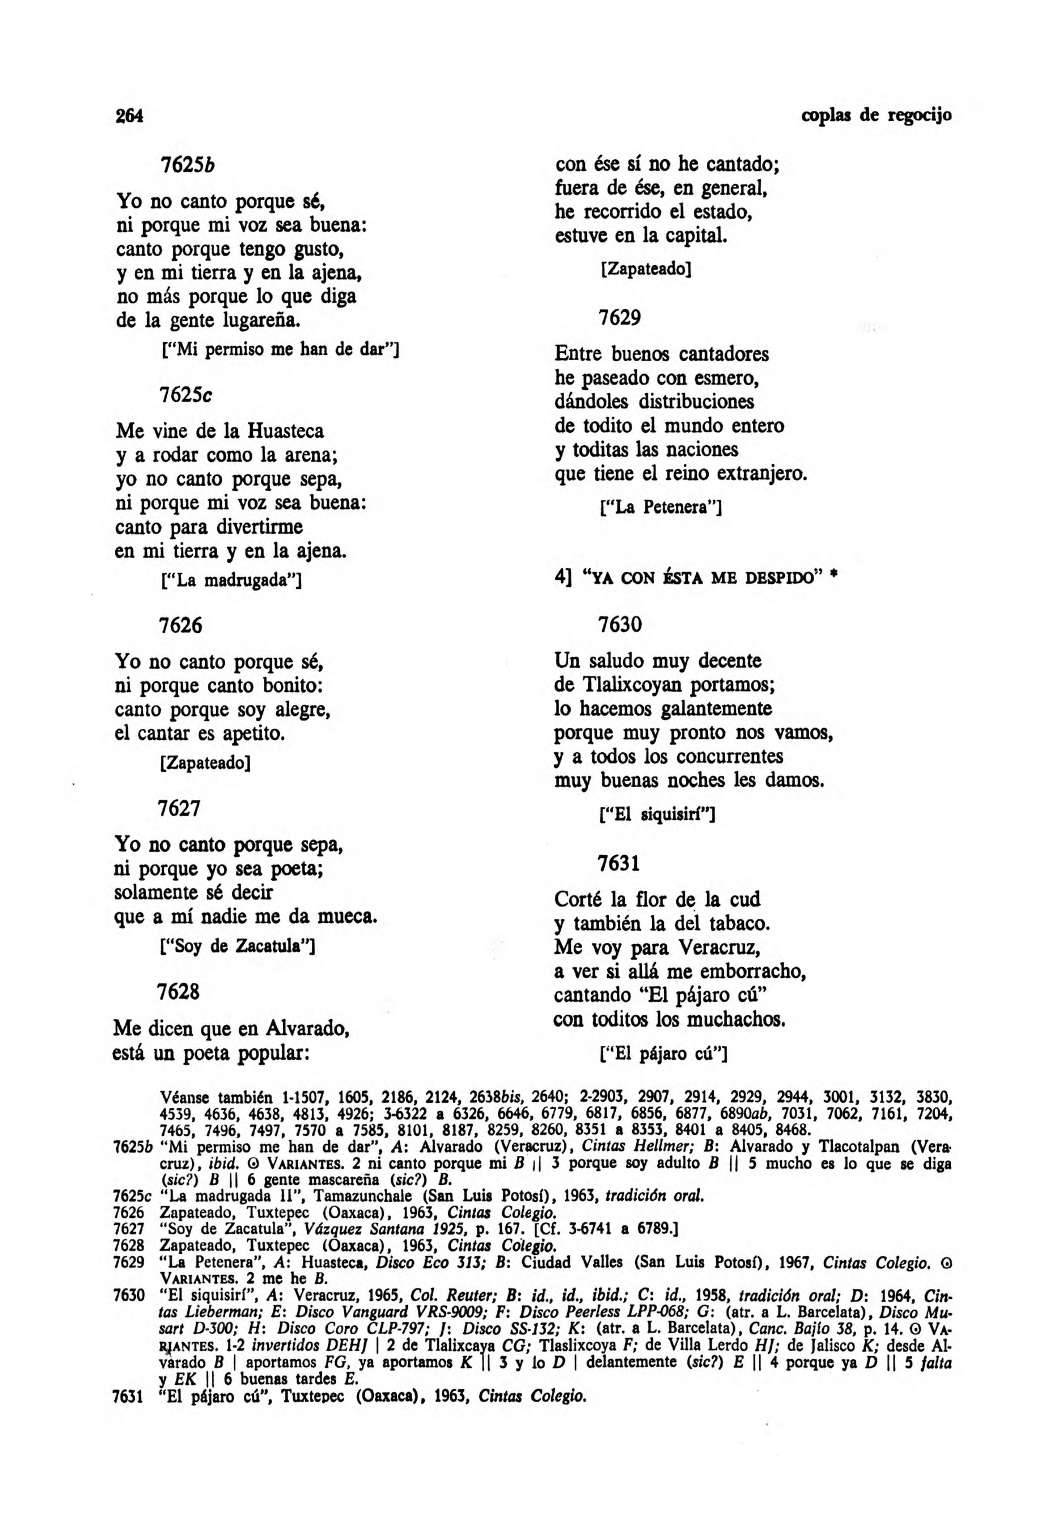 264
coplas de regocijo
7625b
Yo no canto porque sé,
ni porque mi voz sea buena:
canto porque tengo gusto,
y en mi tierra y en la ajena,
no más porque lo que diga
de la gente lugareña.
["Mi permiso me han de dar"]
7625c
Me vine de la Huasteca
y a rodar como la arena;
yo no canto porque sepa,
ni porque mi voz sea buena:
canto para divertirme
en mi tierra y en la ajena.
["La madrugada"]
7626
Yo no canto porque sé,
ni porque canto bonito:
canto porque soy alegre,
el cantar es apetito.
[Zapateado]
7627
Yo no canto porque sepa,
ni porque yo sea poeta;
solamente sé decir
que a mí nadie me da mueca.
["Soy de Zacatula"]
7628
Me dicen que en Alvarado,
está un poeta popular:
con ése sí no he cantado;
fuera de ése, en general,
he recorrido el estado,
estuve en la capital.
[Zapateado]
7629
Entre buenos cantadores
he paseado con esmero,
dándoles distribuciones
de todito el mundo entero
y toditas las naciones
que tiene el reino extranjero.
["La Petenera"]
4] "YA CON ÉSTA ME DESPIDO" *
7630
Un saludo muy decente
de Tlalixcoyan portamos;
lo hacemos galantemente
porque muy pronto nos vamos,
y a todos los concurrentes
muy buenas noches les damos.
["El siquisirí"]
7631
Corté la flor de la cud
y también la del tabaco.
Me voy para Veracruz,
a ver si allá me emborracho,
cantando "El pájaro cú"
con toditos los muchachos.
["El pájaro cú"]
Véanse también 1-1507, 1605, 2186, 2124, 2638bis, 2640; 2-2903, 2907, 2914, 2929, 2944, 3001, 3132, 3830,
4539, 4636, 4638, 4813, 4926; 3-6322 a 6326, 6646, 6779, 6817, 6856, 6877, 6890ab, 7031, 7062, 7161, 7204,
7465, 7496, 7497, 7570 a 7585, 8101, 8187, 8259, 8260, 8351 a 8353, 8401 a 8405, 8468.
7625b "Mi permiso me han de dar", A: Alvarado (Veracruz), Cintas Hellmer; B: Alvarado y Tlacotalpan (Vera-
cruz), ibid. ⊙ VARIANTES. 2 ni canto porque mi B || 3 porque soy adulto B || 5 mucho es lo que se diga
(sic?) B || 6 gente mascareña (sic?) B.
7625c "La madrugada II", Tamazunchale (San Luis Potosí), 1963, tradición oral.
7626 Zapateado, Tuxtepec (Oaxaca), 1963, Cintas Colegio.
7627 "Soy de Zacatula", Vázquez Santana 1925, p. 167. [Cf. 3-6741 a 6789.]
7628 Zapateado, Tuxtepec (Oaxaca), 1963, Cintas Colegio.
7629 "La Petenera", A: Huasteca, Disco Eco 313; B: Ciudad Valles (San Luis Potosí), 1967, Cintas Colegio. ⊙
VARIANTES. 2 me he B.
7630 "El siquisirí", A: Veracruz, 1965, Col. Reuter; B: id., id., ibid.; C: id., 1958, tradición oral; D: 1964, Cin-
tas Lieberman; E: Disco Vanguard VRS-9009; F: Disco Peerless LPP-068; G: (atr. a L. Barcelata), Disco Mu-
sart D-300; H: Disco Coro CLP-797; J: Disco SS-132; K: (atr. a L. Barcelata), Canc. Bajío 38, p. 14. ⊙ VA-
RIANTES. 1-2 invertidos DEHJ | 2 de Tlalixcaya CG; Tlaslixcoya F; de Villa Lerdo HJ; de Jalisco K; desde Al-
varado B | aportamos FG, ya aportamos K || 3 y lo D | delantemente (sic?) E || 4 porque ya D || 5 falta
y EK || 6 buenas tardes E.
7631 "El pájaro cú", Tuxtepec (Oaxaca), 1963, Cintas Colegio.